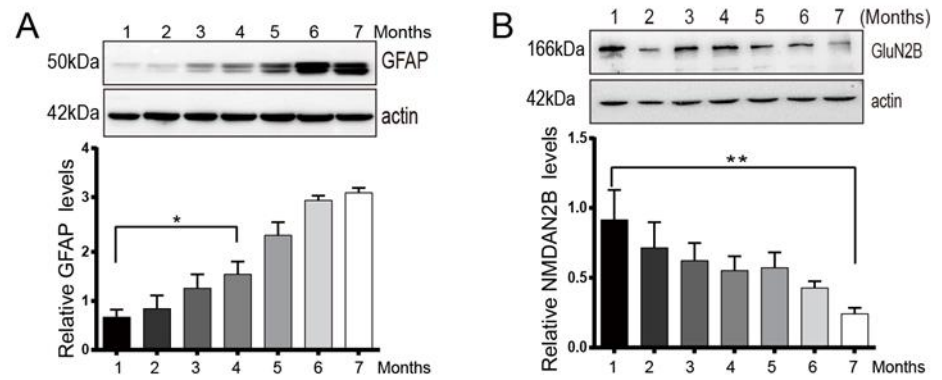 A
1 2 3 4 5 6 7 Months
50kDa GFAP
42kDa actin
Relative GFAP levels
4
3
2
1
0
*
1 2 3 4 5 6 7 Months
B
1 2 3 4 5 6 7 (Months)
166kDa GluN2B
42kDa actin
Relative NMDAN2B levels
1.5
1.0
0.5
0.0
**
1 2 3 4 5 6 7 Months